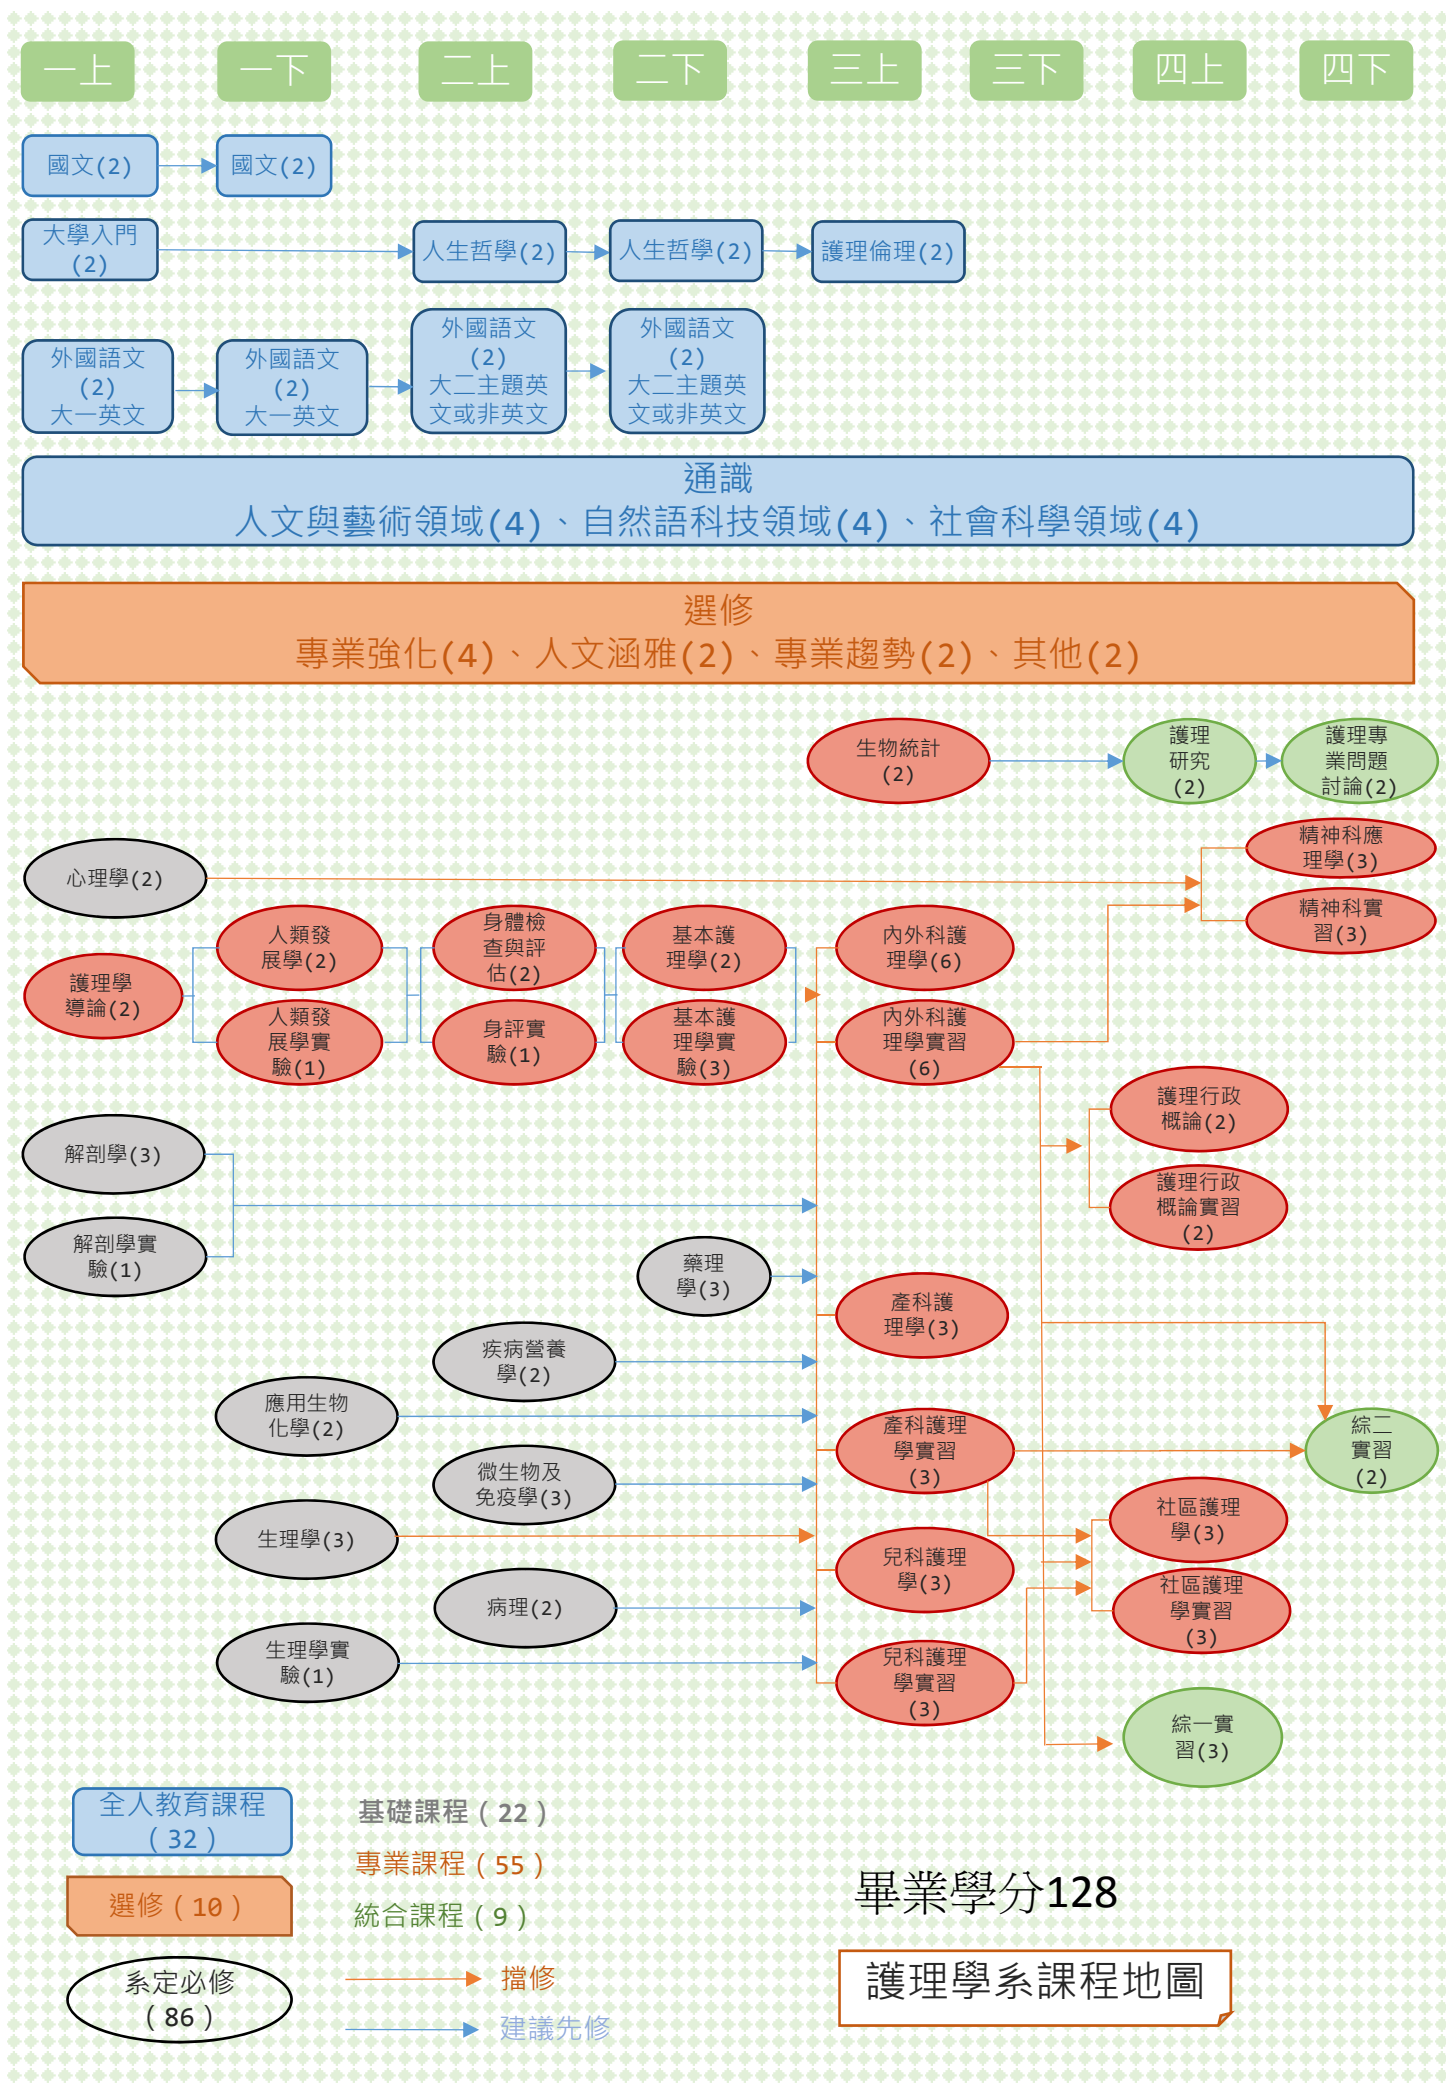 一上
一下
二上
二下
三上
三下
四上
四下
國文(2)
國文(2)
大學入門
(2)
人生哲學(2)
人生哲學(2)
護理倫理(2)
外國語文
(2)
大一英文
外國語文
(2)
大一英文
外國語文
(2)
大二主題英
文或非英文
外國語文
(2)
大二主題英
文或非英文
通識
人文與藝術領域(4)、自然語科技領域(4)、社會科學領域(4)
選修
專業強化(4)、人文涵雅(2)、專業趨勢(2)、其他(2)
生物統計
(2)
護理
研究
(2)
護理專
業問題
討論(2)
精神科應
理學(3)
心理學(2)
精神科實
習(3)
護理學
導論(2)
人類發
展學(2)
身體檢
查與評
估(2)
基本護
理學(2)
內外科護
理學(6)
人類發
展學實
驗(1)
身評實
驗(1)
基本護
理學實
驗(3)
內外科護
理學實習
(6)
護理行政
概論(2)
解剖學(3)
護理行政
概論實習
(2)
解剖學實
驗(1)
藥理
學(3)
產科護
理學(3)
疾病營養
學(2)
應用生物
化學(2)
產科護理
學實習
(3)
綜二
實習
(2)
微生物及
免疫學(3)
生理學(3)
社區護理
學(3)
兒科護理
學(3)
病理(2)
社區護理
學實習
(3)
生理學實
驗(1)
兒科護理
學實習
(3)
綜一實
習(3)
全人教育課程
(32)
基礎課程(22)
專業課程(55)
選修(10)
統合課程(9)
畢業學分128
系定必修
(86)
擋修
建議先修
護理學系課程地圖